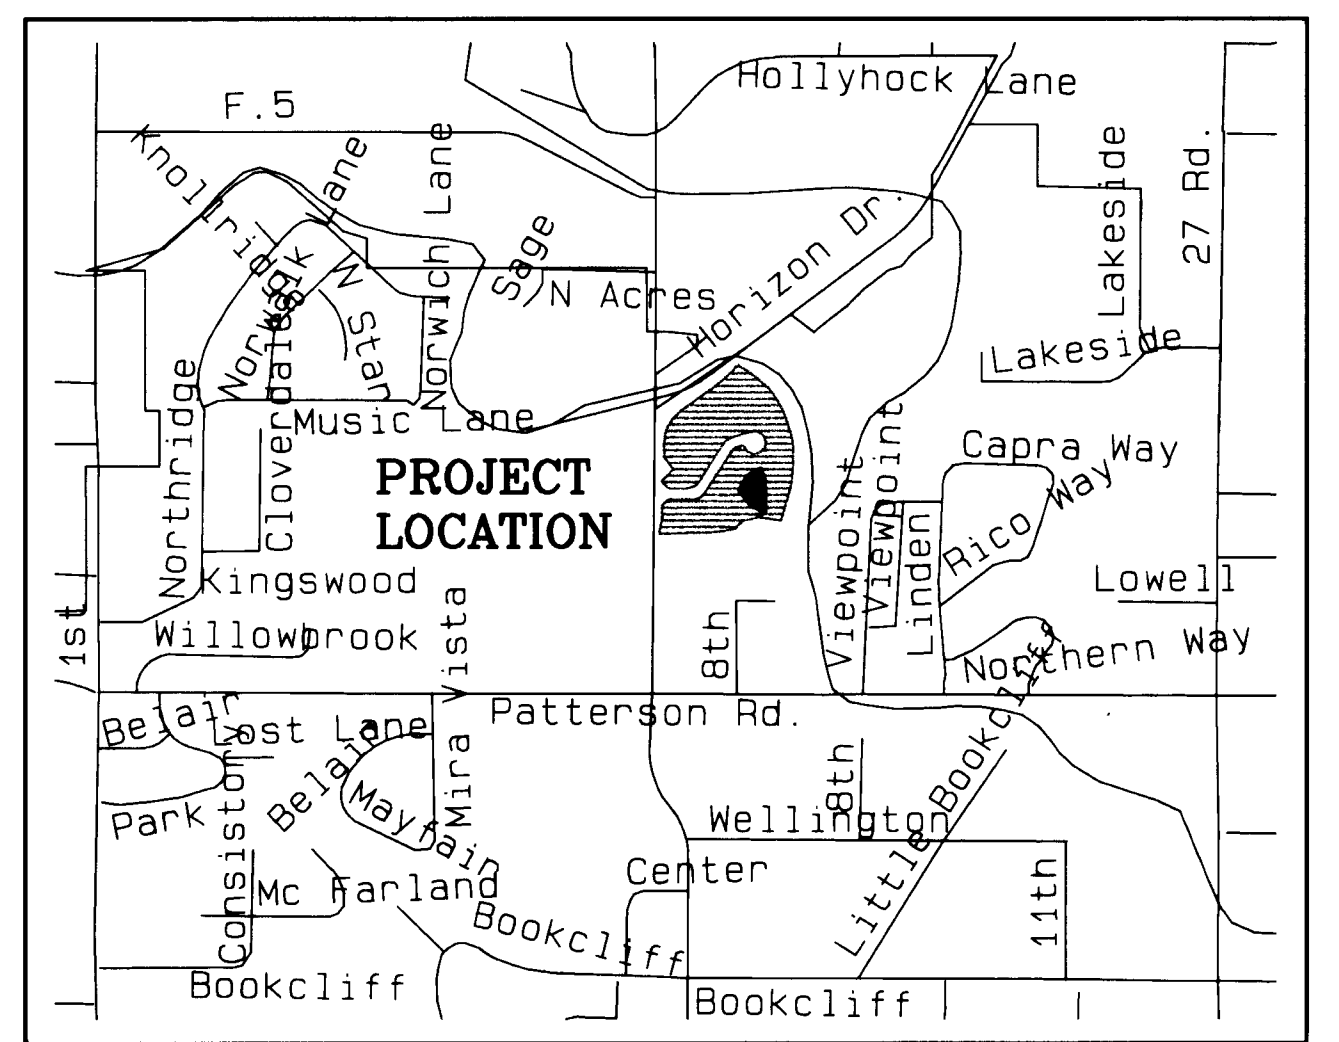 Hollyhock Lane
F.5
Knollridge
Lane
Norwich Lane
Lakeside
27 Rd.
Horizon Dr.
Sage
N Acres
Norwalk
W
Star
Lakeside
Northridge
Cloverdale
Music Lane
Capra Way
PROJECT
LOCATION
Viewpoint
Viewpoint
Linden
Rico Way
Kingswood
Lowell
1st
Willowbrook
Mira Vista
8th
Northern Way
Belair
Lost Lane
Patterson Rd.
Belair
8th
Little Bookcliff
Park
Mayfair
Wellington
Consistory
Mc Farland
Center
11th
Bookcliff
Bookcliff
Bookcliff